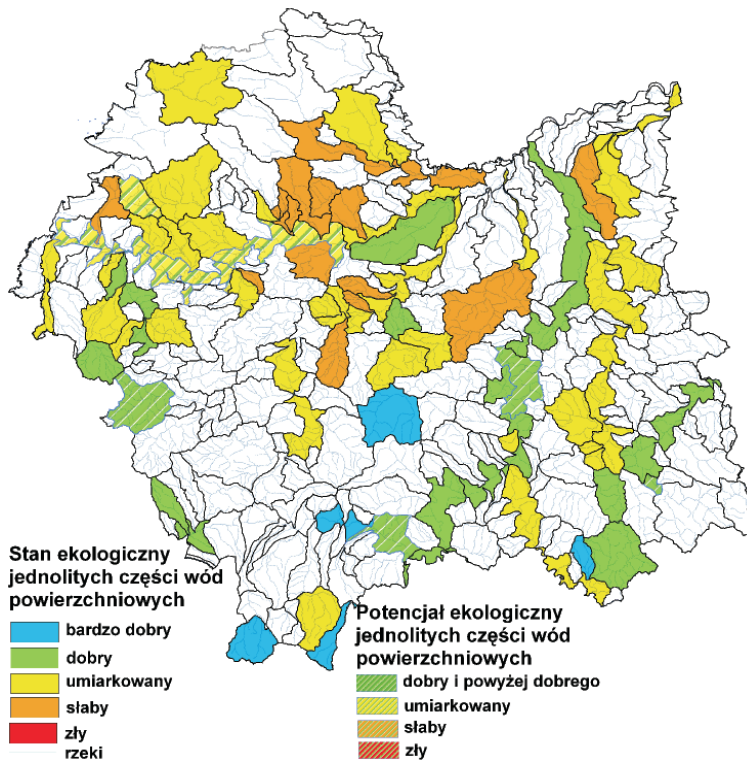 Stan ekologiczny
jednolitych części wód
powierzchniowych
bardzo dobry
dobry
umiarkowany
słaby
zły
rzeki
Potencjał ekologiczny
jednolitych części wód
powierzchniowych
dobry i powyżej dobrego
umiarkowany
słaby
zły